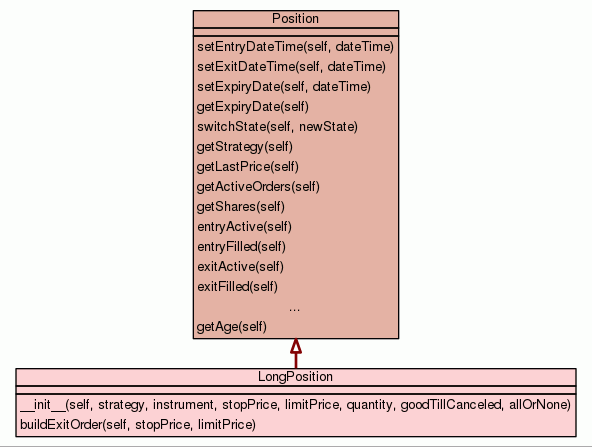 Position
setEntryDateTime(self, dateTime)
setExitDateTime(self, dateTime)
setExpiryDate(self, dateTime)
getExpiryDate(self)
switchState(self, newState)
getStrategy(self)
getLastPrice(self)
getActiveOrders(self)
getShares(self)
entryActive(self)
entryFilled(self)
exitActive(self)
exitFilled(self)
...
getAge(self)
LongPosition
__init__(self, strategy, instrument, stopPrice, limitPrice, quantity, goodTillCanceled, allOrNone)
buildExitOrder(self, stopPrice, limitPrice)